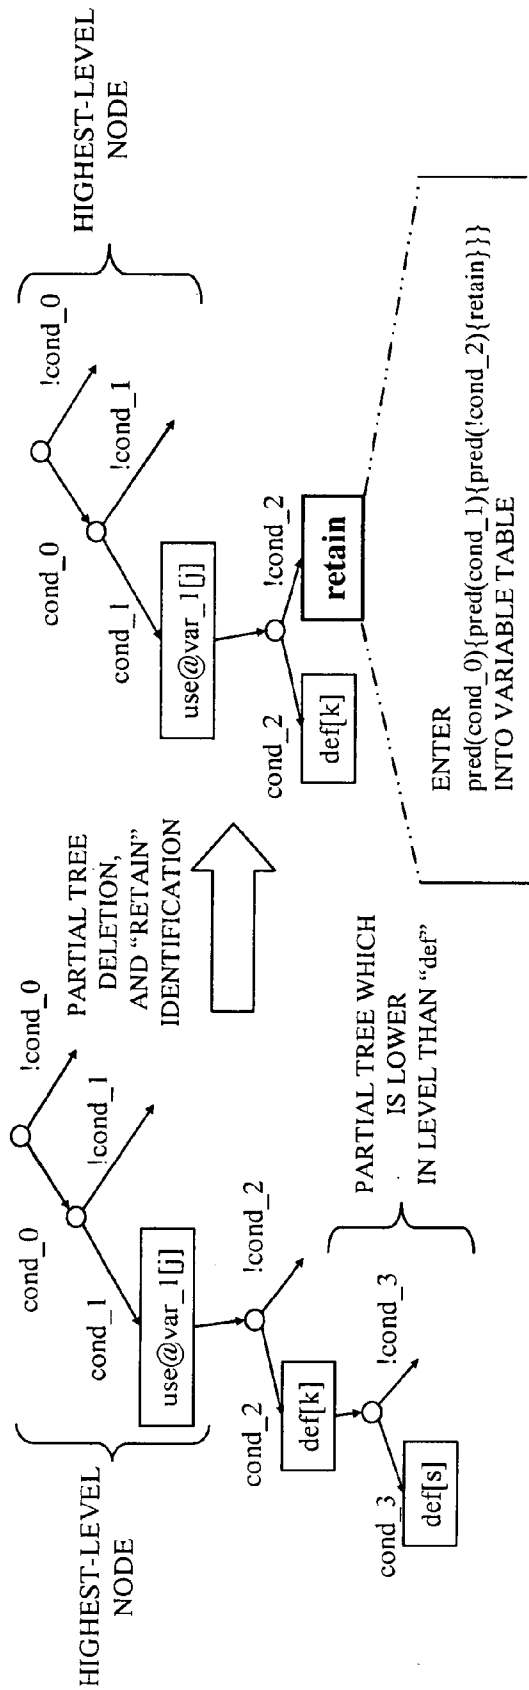 HIGHEST-LEVEL
NODE
cond_0
!cond_0
cond_1
!cond_1
use@var_1[j]
cond_2
!cond_2
def[k]
cond_3
!cond_3
def[s]
PARTIAL TREE WHICH
IS LOWER
IN LEVEL THAN “def”
PARTIAL TREE
DELETION,
AND “RETAIN”
IDENTIFICATION
HIGHEST-LEVEL
NODE
cond_0
!cond_0
cond_1
!cond_1
use@var_1[j]
cond_2
!cond_2
def[k]
retain
ENTER
pred(cond_0){pred(cond_1){pred(!cond_2){retain}}}
INTO VARIABLE TABLE